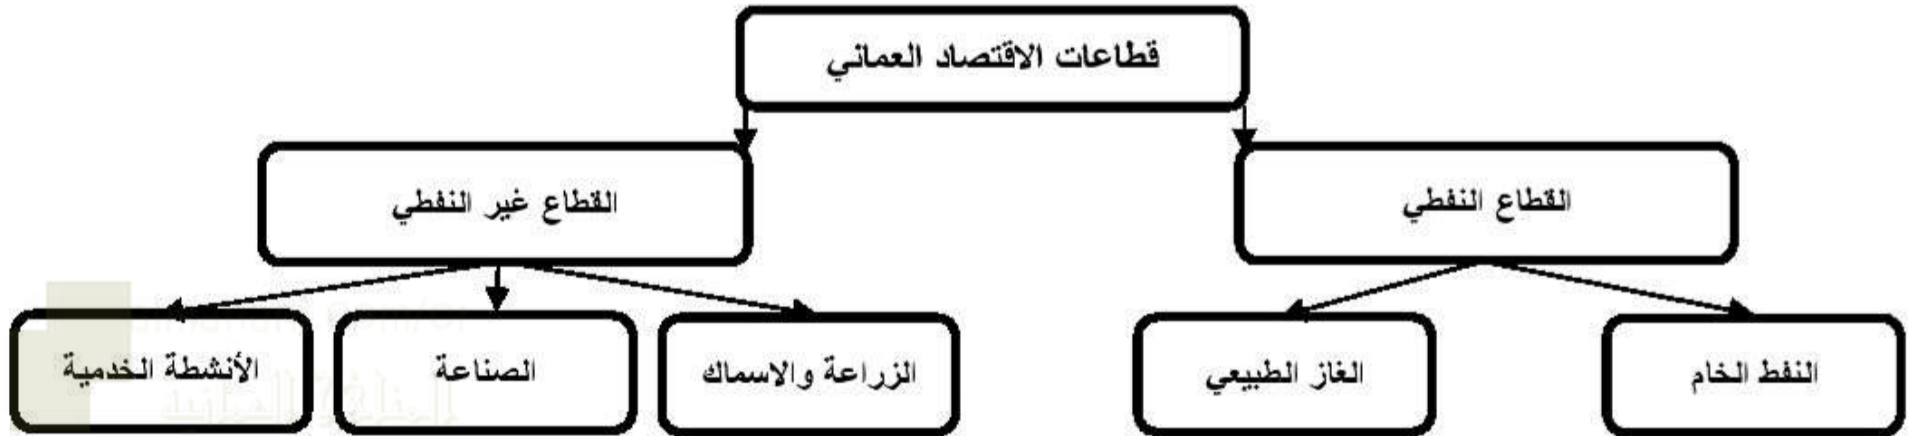 قطاعات الاقتصاد العماني
القطاع النفطي
القطاع غير النفطي
النفط الخام
الغاز الطبيعي
الزراعة والاسماك
الصناعة
الأنشطة الخدمية